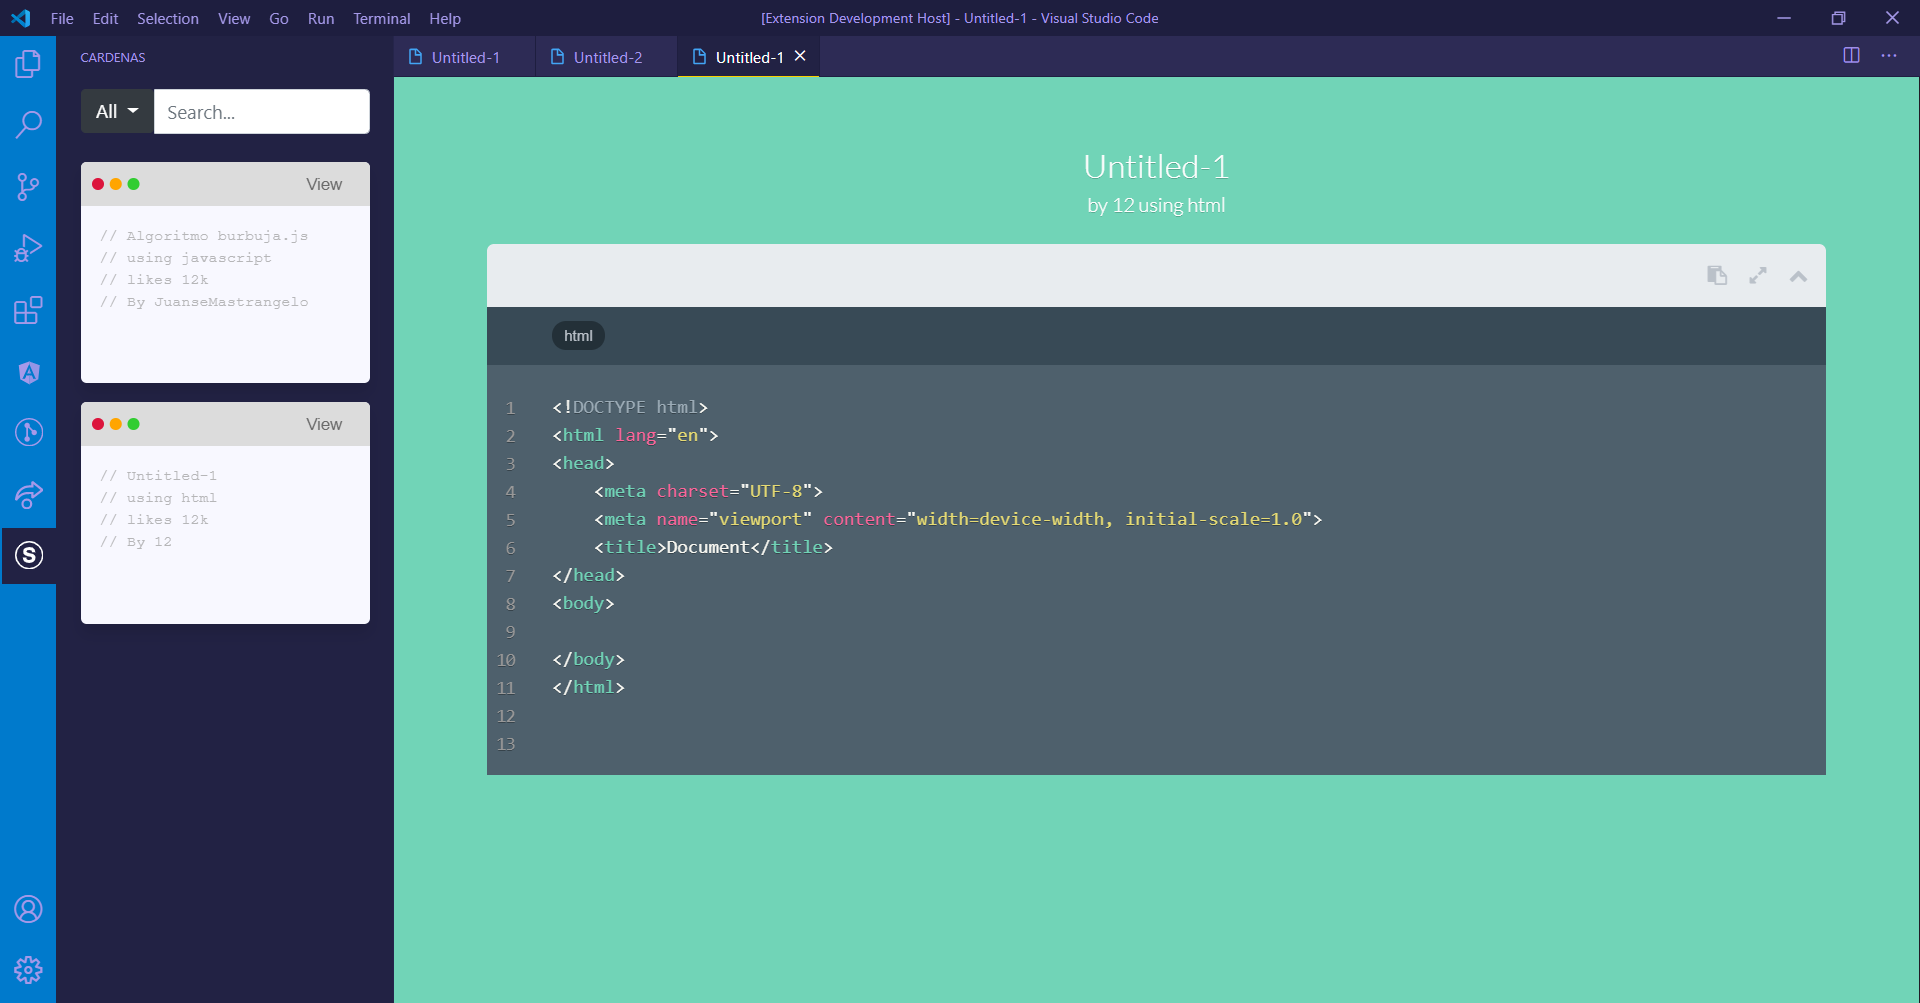 File Edit Selection View Go Run Terminal Help
[Extension Development Host] - Untitled-1 - Visual Studio Code
CARDENAS
Untitled-1
Untitled-2
Untitled-1
All
Search...
View
// Algoritmo burbuja.js
// using javascript
// likes 12k
// By JuanseMastrangelo
View
// Untitled-1
// using html
// likes 12k
// By 12
S
Untitled-1
by 12 using html
html
1 <!DOCTYPE html>
2 <html lang="en">
3 <head>
4     <meta charset="UTF-8">
5     <meta name="viewport" content="width=device-width, initial-scale=1.0">
6     <title>Document</title>
7 </head>
8 <body>
9
10 </body>
11 </html>
12
13